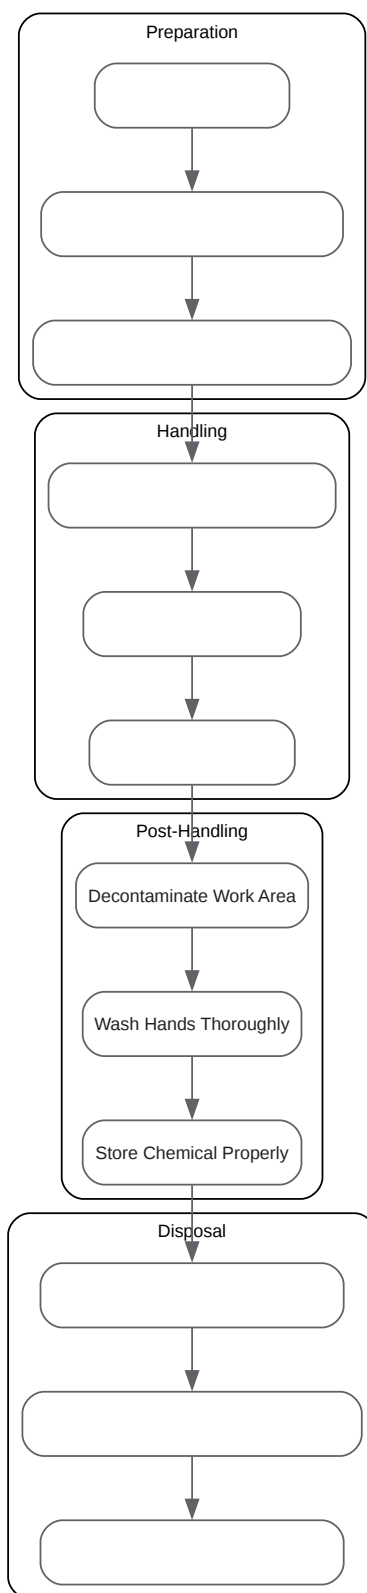 Preparation
Handling
Post-Handling
Decontaminate Work Area
Wash Hands Thoroughly
Store Chemical Properly
Disposal